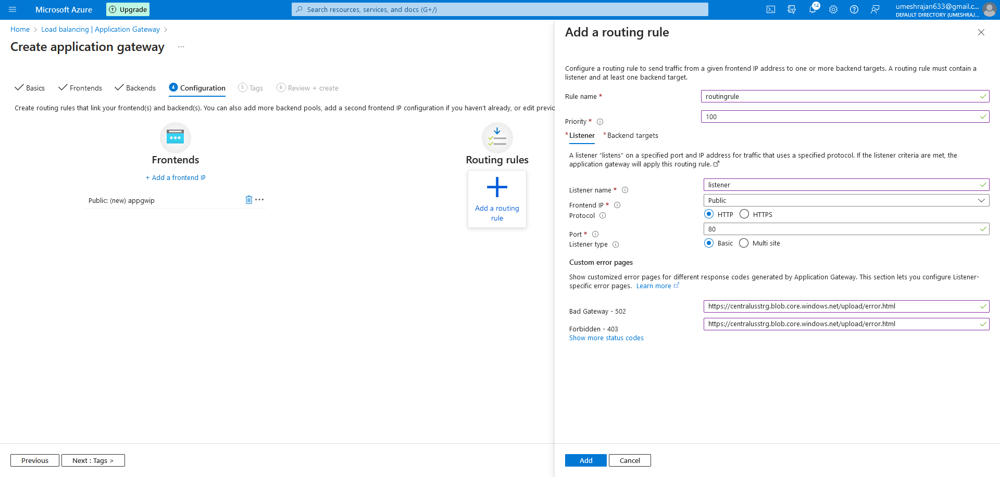 Microsoft Azure
Upgrade
Search resources, services, and docs (G+/)
14
umeshrajan633@gmail.c...
DEFAULT DIRECTORY (UMESHRAJ...
Home > Load balancing | Application Gateway >
Create application gateway ...
Basics
Frontends
Backends
4 Configuration
5 Tags
6 Review + create
Create routing rules that link your frontend(s) and backend(s). You can also add more backend pools, add a second frontend IP configuration if you haven't already, or edit previo
Frontends
+ Add a frontend IP
Public: (new) appgwip
Routing rules
Add a routing
rule
Previous
Next : Tags >
Add a routing rule
Configure a routing rule to send traffic from a given frontend IP address to one or more backend targets. A routing rule must contain a
listener and at least one backend target.
Rule name *
routingrule
Priority *
100
* Listener
* Backend targets
A listener “listens” on a specified port and IP address for traffic that uses a specified protocol. If the listener criteria are met, the
application gateway will apply this routing rule.
Listener name *
listener
Frontend IP *
Public
Protocol
HTTP
HTTPS
Port *
80
Listener type
Basic
Multi site
Custom error pages
Show customized error pages for different response codes generated by Application Gateway. This section lets you configure Listener-
specific error pages. Learn more
Bad Gateway - 502
https://centralusstrg.blob.core.windows.net/upload/error.html
Forbidden - 403
https://centralusstrg.blob.core.windows.net/upload/error.html
Show more status codes
Add
Cancel